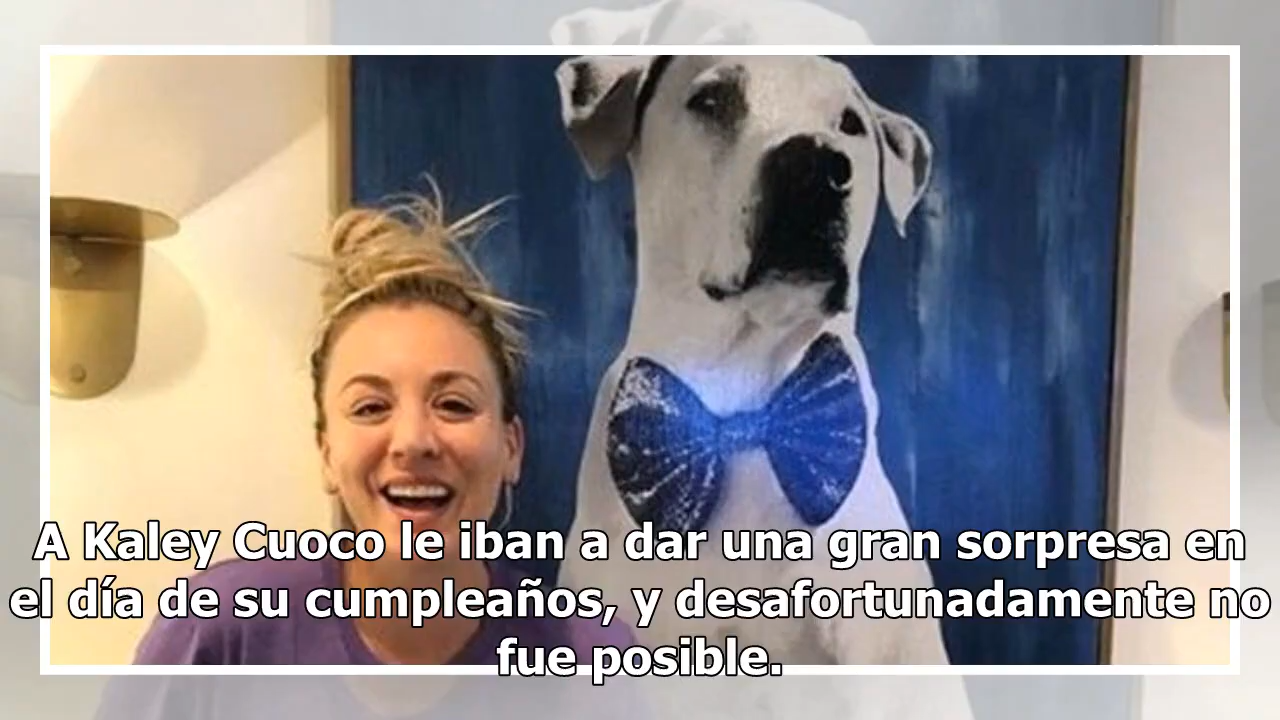 A Kaley Cuoco le iban a dar una gran sorpresa en
el día de su cumpleaños, y desafortunadamente no
fue posible.